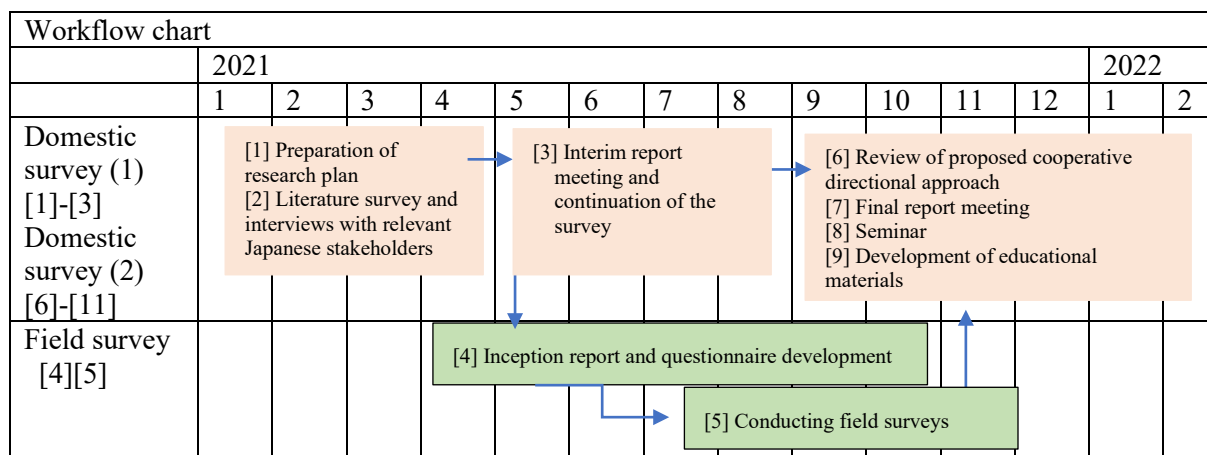 Workflow chart
2021 2022
1 2 3 4 5 6 7 8 9 10 11 12 1 2
Domestic
survey (1)
[1]-[3]
Domestic
survey (2)
[6]-[11]
[1] Preparation of
research plan
[2] Literature survey and
interviews with relevant
Japanese stakeholders
[3] Interim report
meeting and
continuation of the
survey
[6] Review of proposed cooperative
directional approach
[7] Final report meeting
[8] Seminar
[9] Development of educational
materials
Field survey
[4][5]
[4] Inception report and questionnaire development
[5] Conducting field surveys